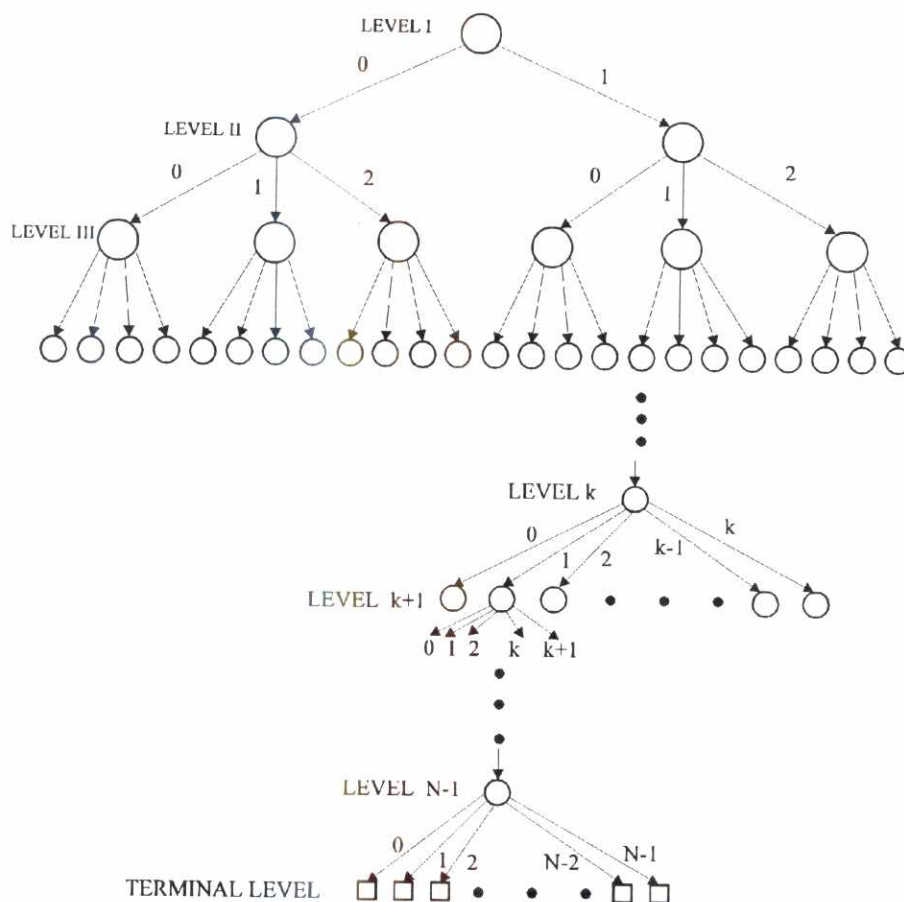 LEVEL I
0 1
LEVEL II
0 1 2 0 1 2
LEVEL III
LEVEL k
0 1 2 k-1 k
LEVEL k+1
0 1 2 k k+1
LEVEL N-1
0 1 2 N-2 N-1
TERMINAL LEVEL